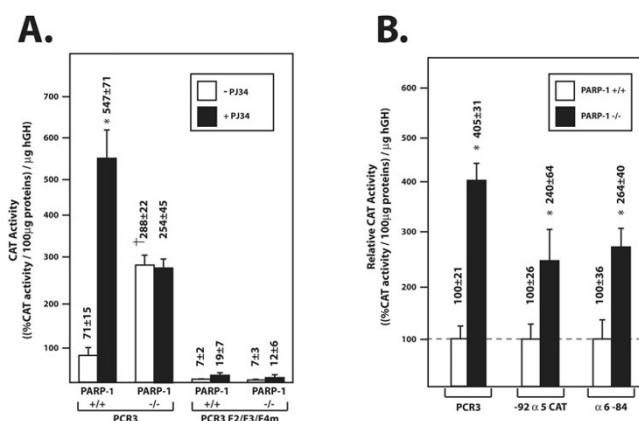 A.
CAT Activity
((%CAT activity / 100µg proteins) / µg hGH)
700
600
500
400
300
200
100
- PJ34
+ PJ34
71±15
* 547±71
†288±22
254±45
7±2
19±7
7±3
12±6
PARP-1 PARP-1 PARP-1 PARP-1
+/+ -/- +/+ -/-
PCR3 PCR3 F2/F3/F4m
B.
Relative CAT Activity
((%CAT activity / 100µg proteins) / µg hGH)
600
500
400
300
200
100
PARP-1 +/+
PARP-1 -/-
100±21
* 405±31
100±26
* 240±64
100±36
* 264±40
PCR3 -92 α 5 CAT α 6 -84